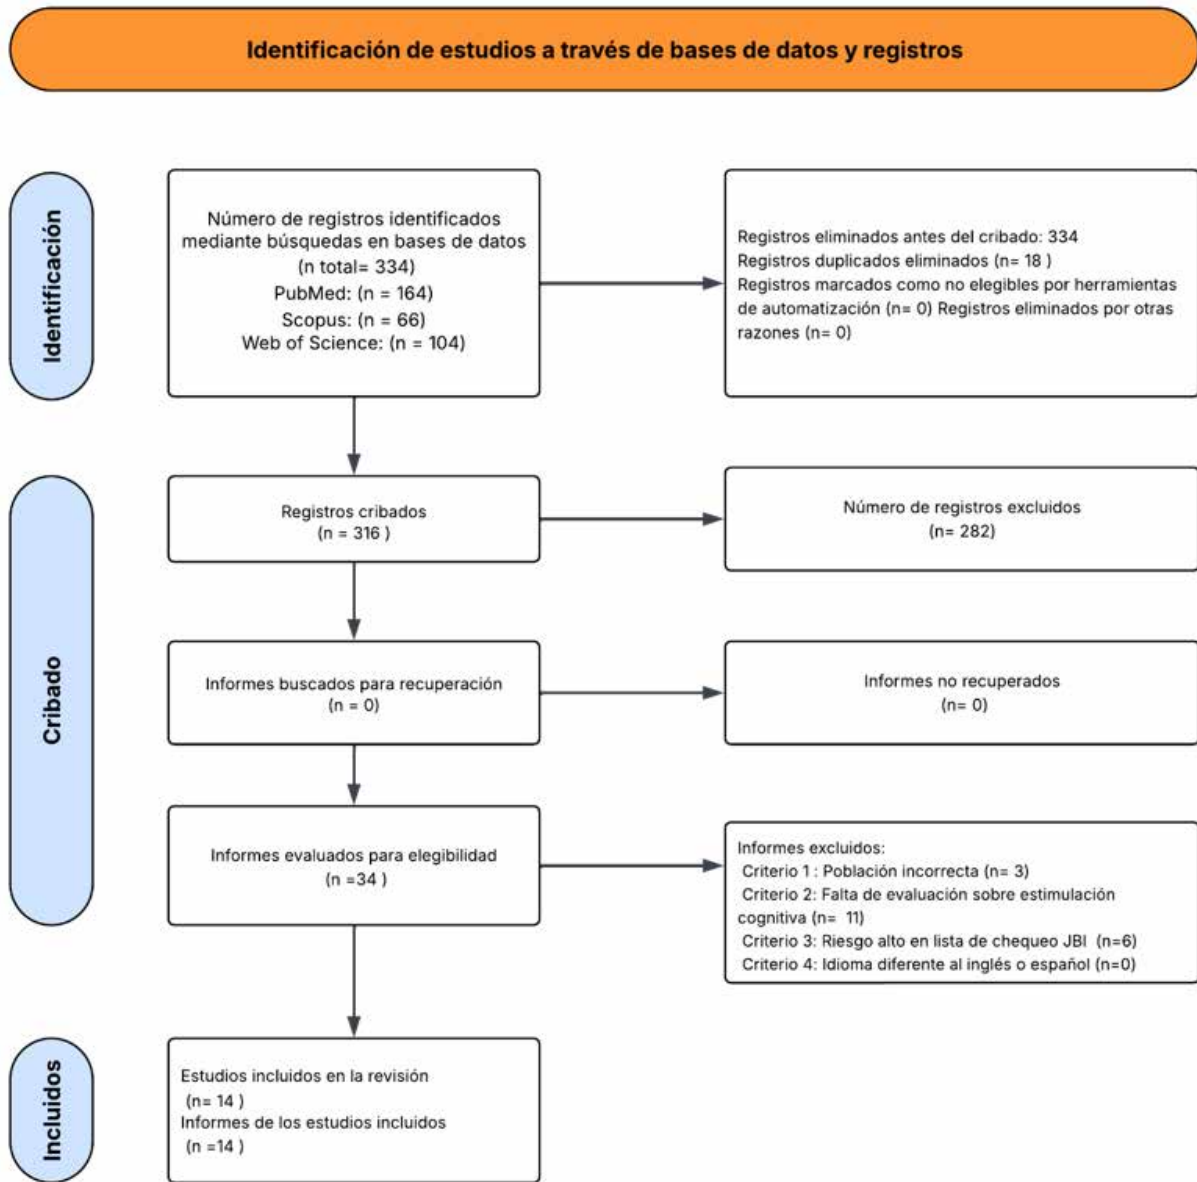 Identificación de estudios a través de bases de datos y registros
Identificación
Número de registros identificados
mediante búsquedas en bases de datos
(n total= 334)
PubMed: (n = 164)
Scopus: (n = 66)
Web of Science: (n = 104)
Registros eliminados antes del cribado: 334
Registros duplicados eliminados (n= 18 )
Registros marcados como no elegibles por herramientas
de automatización (n= 0) Registros eliminados por otras
razones (n= 0)
Cribado
Registros cribados
(n = 316 )
Número de registros excluidos
(n= 282)
Informes buscados para recuperación
(n = 0)
Informes no recuperados
(n= 0)
Informes evaluados para elegibilidad
(n =34 )
Informes excluidos:
Criterio 1 : Población incorrecta (n= 3)
Criterio 2: Falta de evaluación sobre estimulación
cognitiva (n=  11)
Criterio 3: Riesgo alto en lista de chequeo JBI  (n=6)
Criterio 4: Idioma diferente al inglés o español (n=0)
Incluidos
Estudios incluidos en la revisión
(n= 14 )
Informes de los estudios incluidos
(n =14 )